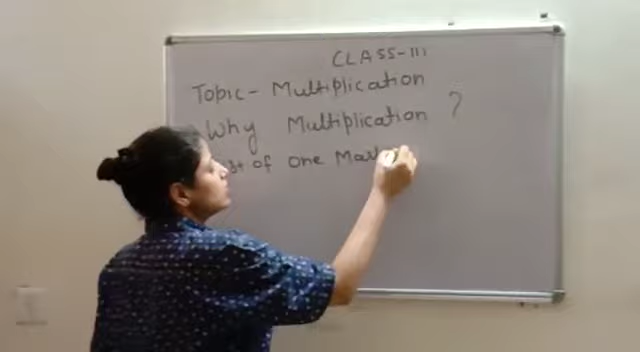 CLASS-III
Topic- Multiplication
Why Multiplication ?
of one